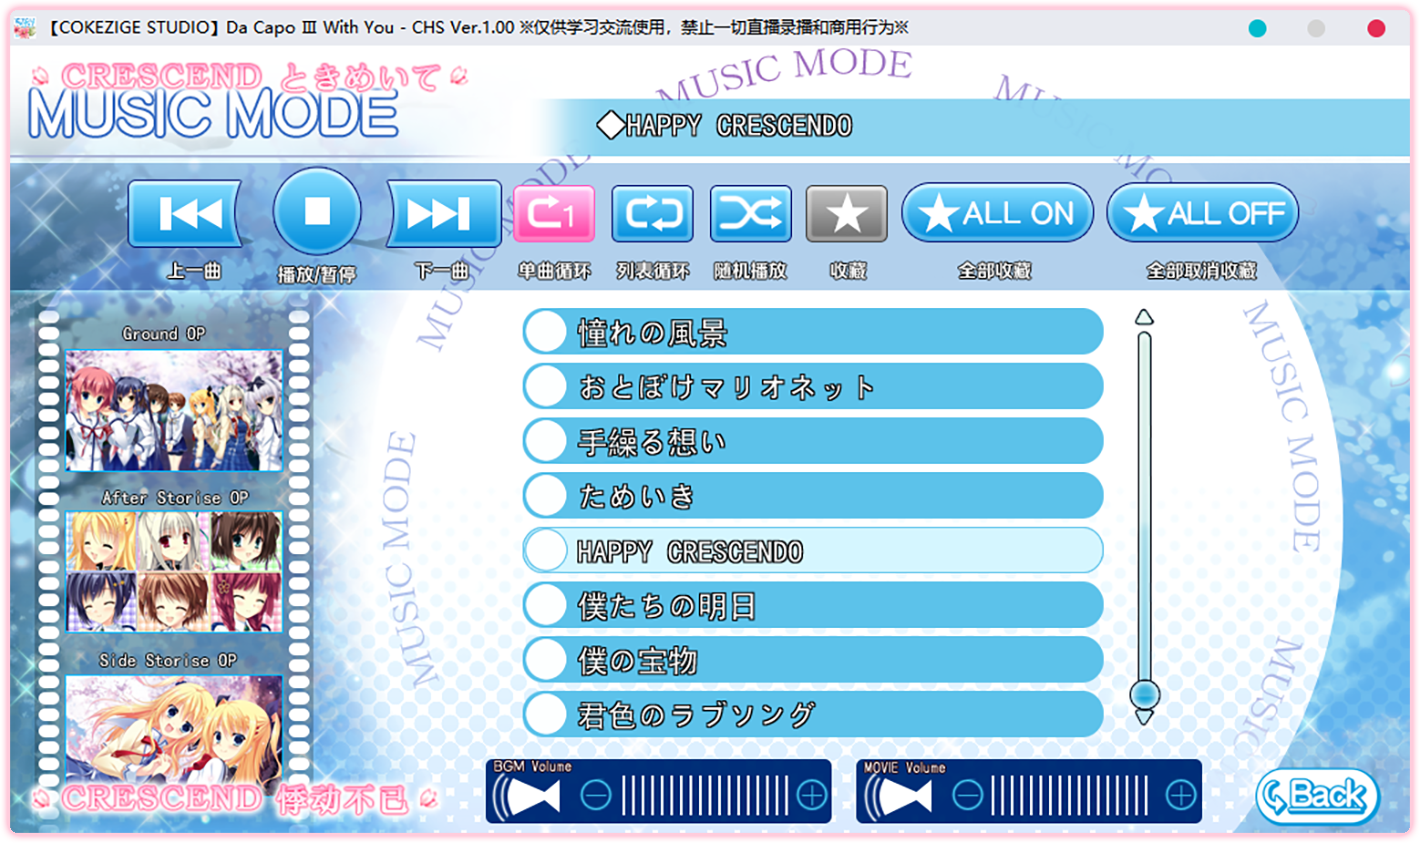 【COKEZIGE STUDIO】Da Capo Ⅲ With You - CHS Ver.1.00 ※仅供学习交流使用，禁止一切直播录播和商用行为※
CRESCEND ときめいて
MUSIC MODE
MUSIC MODE
◇HAPPY CRESCENDO
1
★ALL ON
★ALL OFF
上一曲
播放/暂停
下一曲
单曲循环
列表循环
随机播放
收藏
全部收藏
全部取消收藏
Ground OP
After Storise OP
Side Storise OP
憧れの風景
おとぼけマリオネット
手繰る想い
ためいき
HAPPY CRESCENDO
僕たちの明日
僕の宝物
君色のラブソング
MUSIC MODE
MUSIC MODE
MUSIC MODE
MUSIC
BGM Volume
MOVIE Volume
Back
CRESCEND 悸动不已